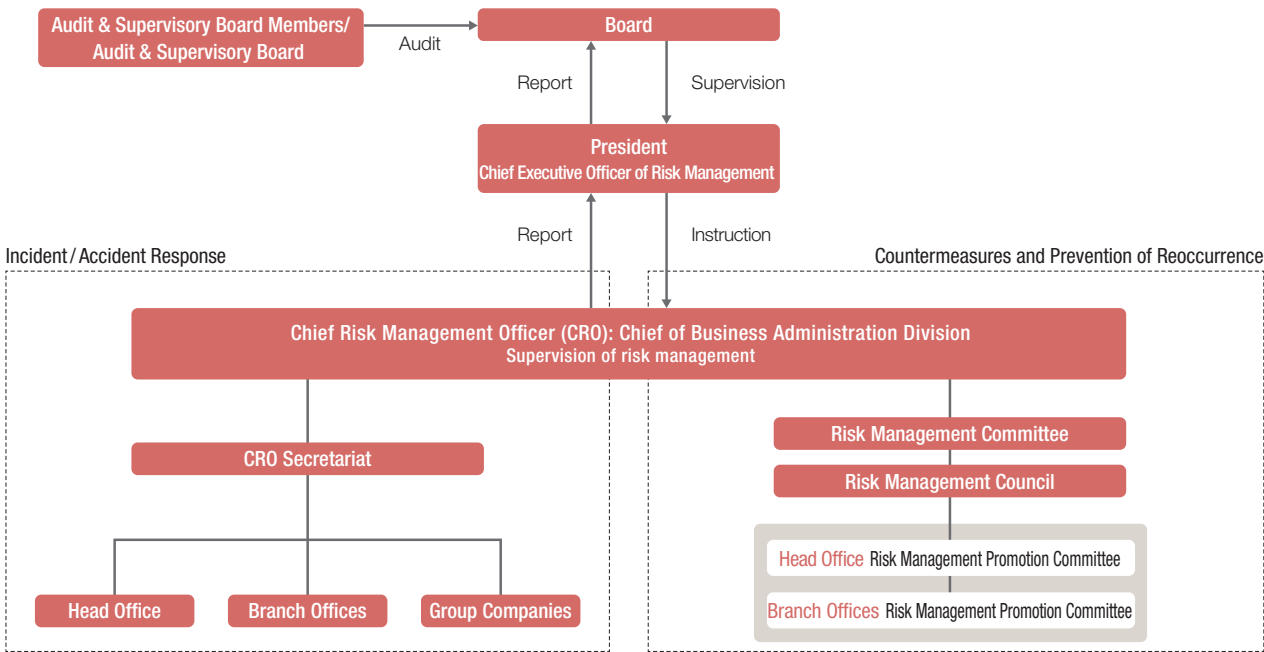 Audit & Supervisory Board Members/
Audit & Supervisory Board
Audit
Board
Report
Supervision
President
Chief Executive Officer of Risk Management
Report
Instruction
Incident / Accident Response
Countermeasures and Prevention of Reoccurrence
Chief Risk Management Officer (CRO): Chief of Business Administration Division
Supervision of risk management
CRO Secretariat
Head Office
Branch Offices
Group Companies
Risk Management Committee
Risk Management Council
Head Office Risk Management Promotion Committee
Branch Offices Risk Management Promotion Committee